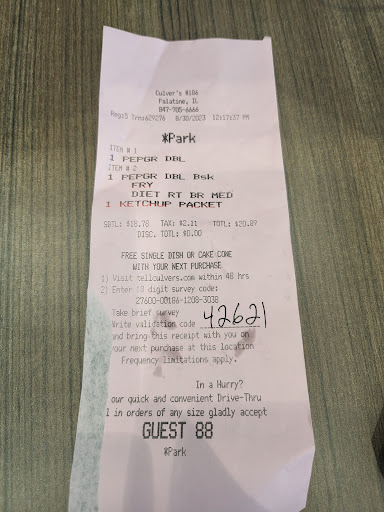 Culver's #186
Palatine, IL
847-705-6666
Reg:5 Trn:629276 8/30/2023 12:17:27 PM
*Park
ITEM # 1
1 PEPGR DBL
ITEM # 2
1 PEPGR DBL Bsk
FRY
DIET RT BR MED
1 KETCHUP PACKET
SBTL: $18.78 TAX: $2.11 TOTL: $20.89
DISC. TOTL: $0.00
FREE SINGLE DISH OR CAKE CONE
WITH YOUR NEXT PURCHASE
1) Visit tellculvers.com within 48 hrs
2) Enter 18 digit survey code:
27600-00186-1208-3038
Take brief survey
Write validation code 42621
and bring this receipt with you on
your next purchase at this location
Frequency limitations apply.
In a Hurry?
our quick and convenient Drive-Thru
l in orders of any size gladly accept
GUEST 88
*Park